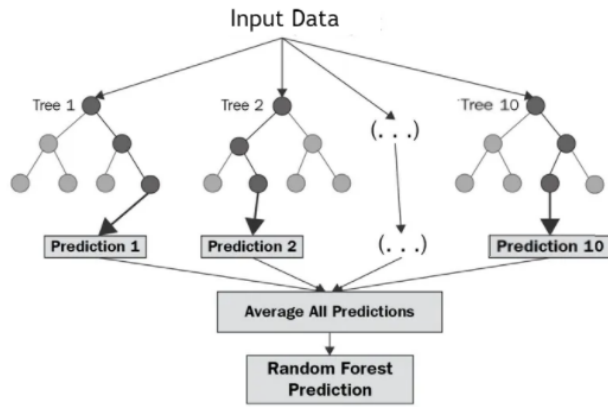 Input Data
Tree 1
Tree 2
(. . .)
Tree 10
Prediction 1
Prediction 2
(. . .)
Prediction 10
Average All Predictions
Random Forest
Prediction